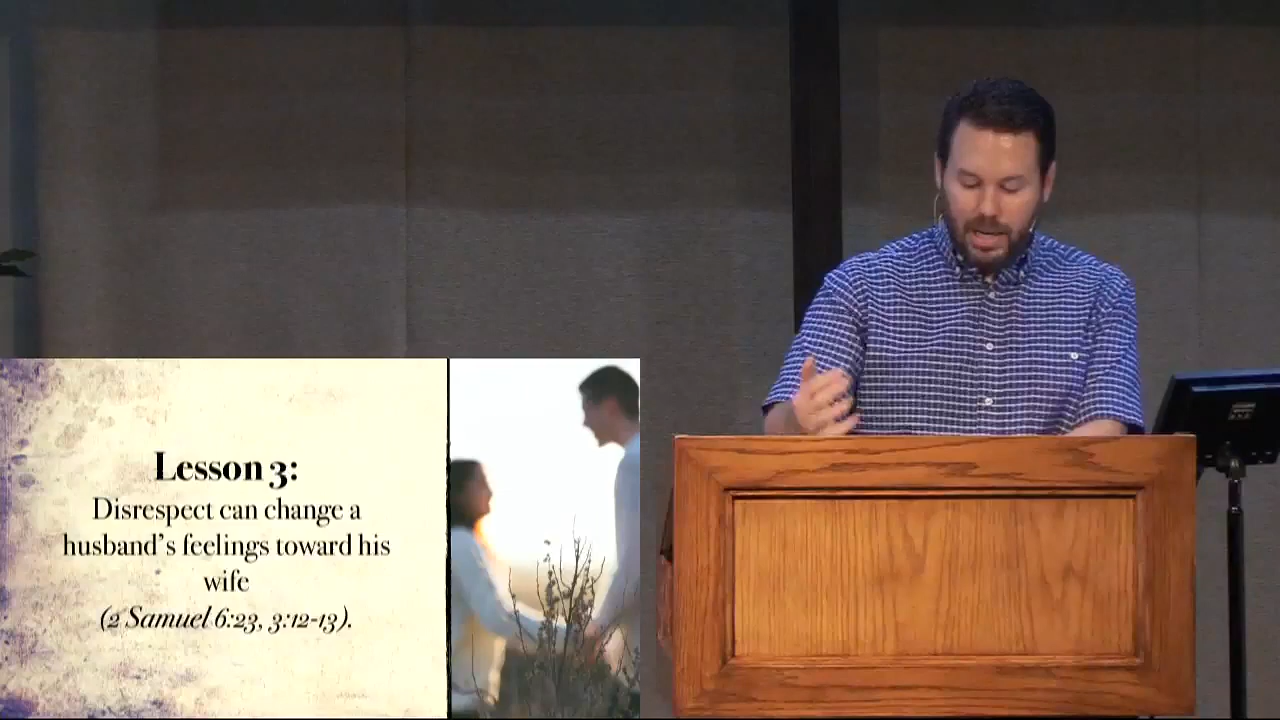 Lesson 3:
Disrespect can change a
husband's feelings toward his
wife
(2 Samuel 6:23, 3:12-13).